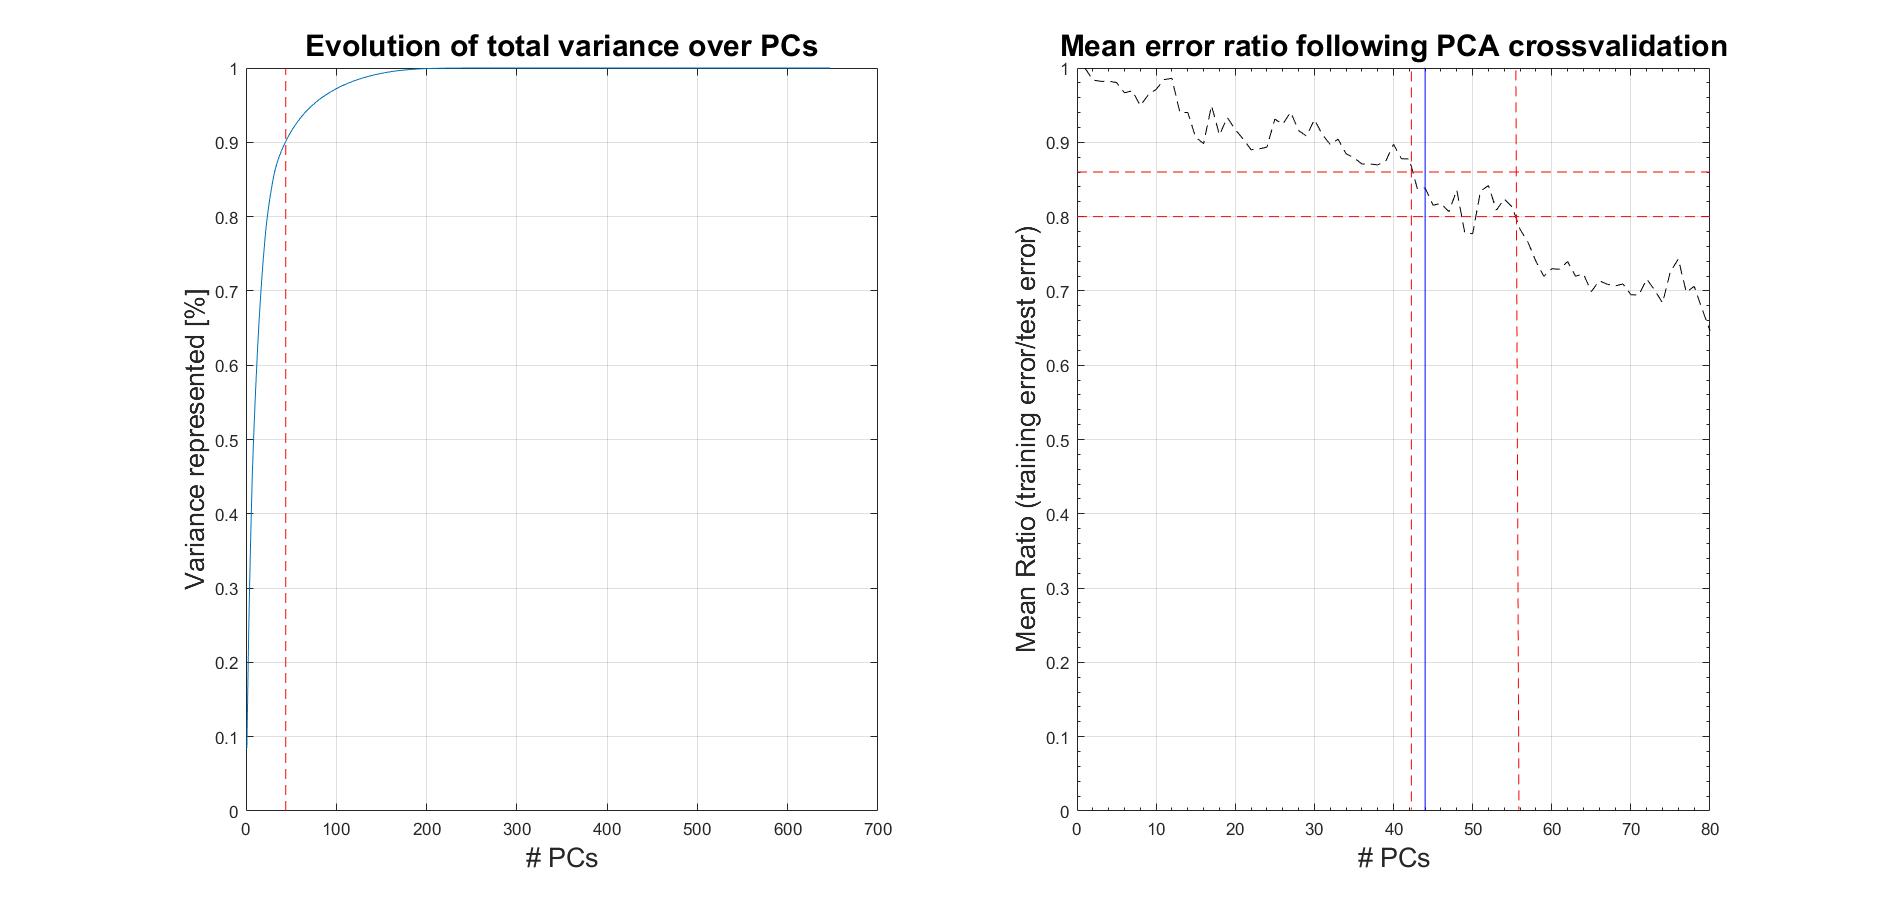 Evolution of total variance over PCs
Variance represented [%]
1
0.9
0.8
0.7
0.6
0.5
0.4
0.3
0.2
0.1
0
0 100 200 300 400 500 600 700
# PCs
Mean error ratio following PCA crossvalidation
Mean Ratio (training error/test error)
1
0.9
0.8
0.7
0.6
0.5
0.4
0.3
0.2
0.1
0
0 10 20 30 40 50 60 70 80
# PCs